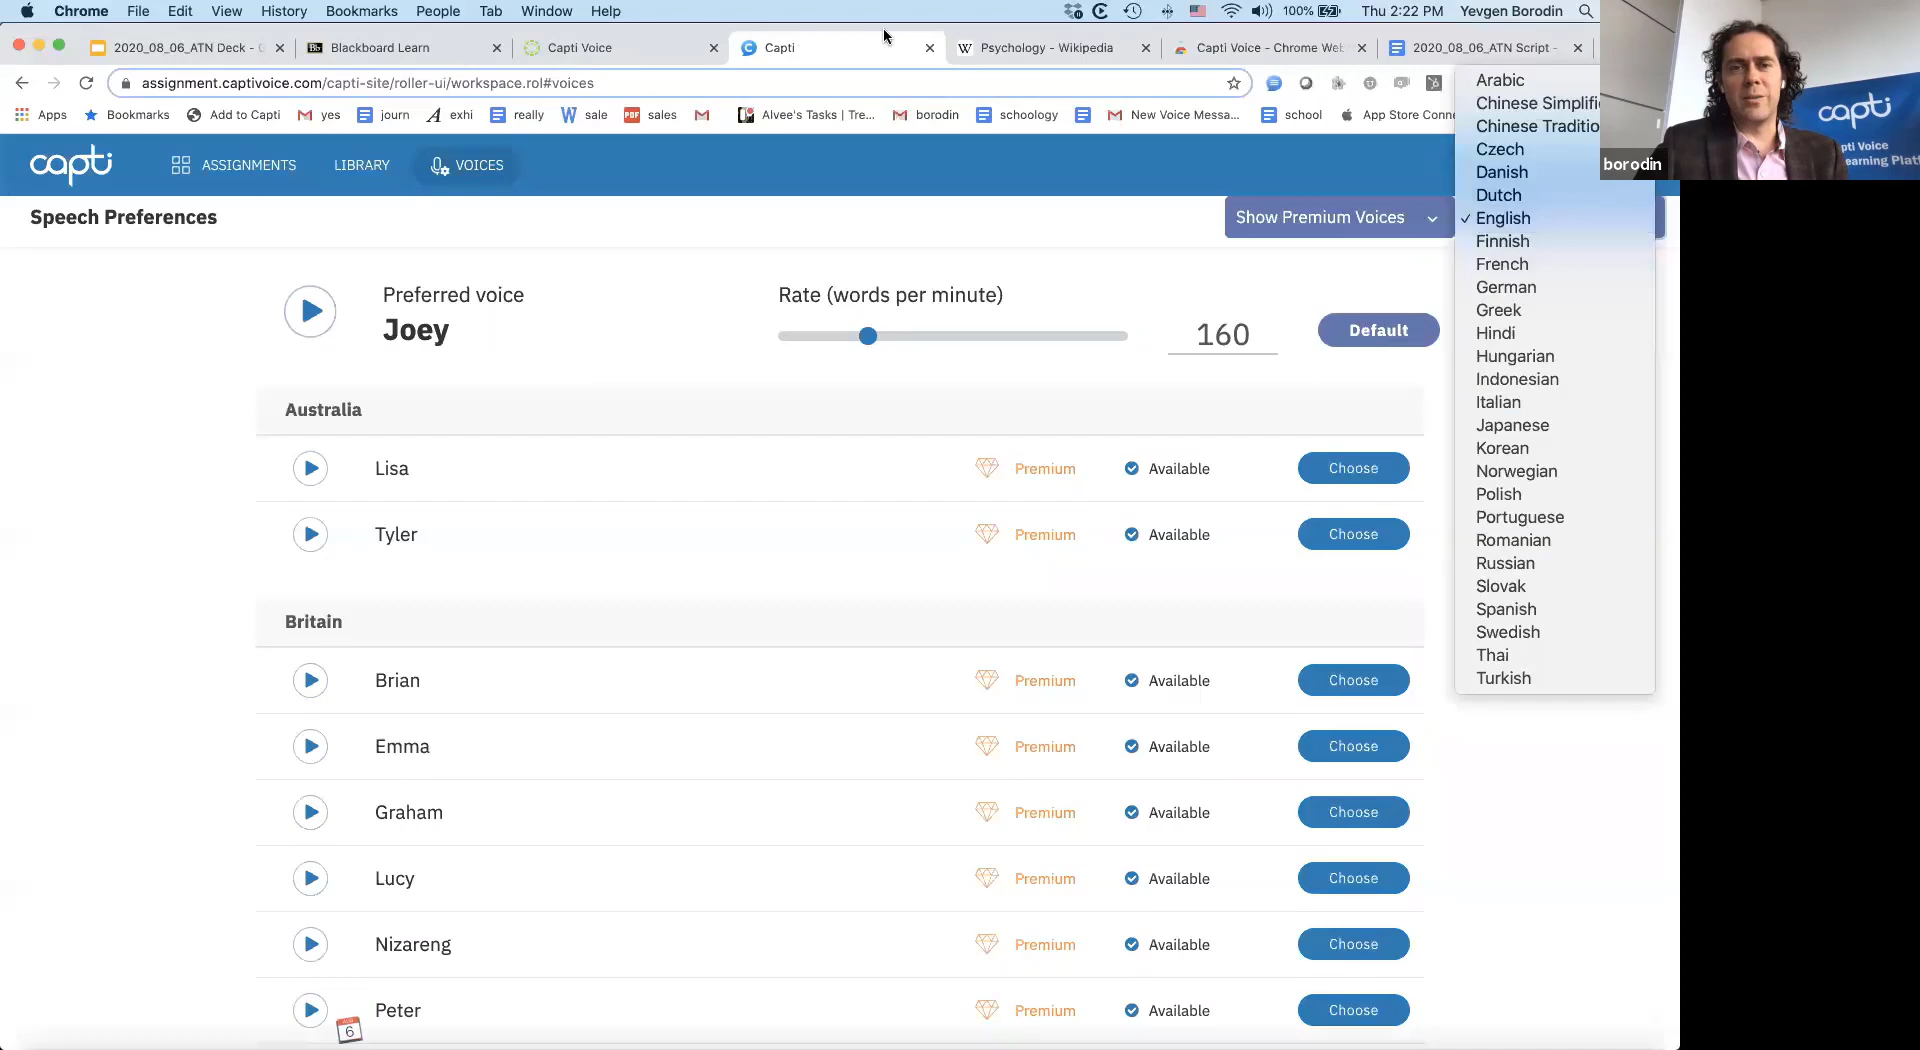 Chrome File Edit View History Bookmarks People Tab Window Help 100% Thu 2:22 PM Yevgen Borodin
2020_08_06_ATN Deck - Blackboard Learn Capti Voice Capti Psychology - Wikipedia Capti Voice - Chrome Web 2020_08_06_ATN Script -
assignment.captivoice.com/capti-site/roller-ui/workspace.rol#voices
Apps Bookmarks Add to Capti yes journ exhi really sale sales Alvee's Tasks | Tre... borodin schoology New Voice Messa... school App Store Conn
capti ASSIGNMENTS LIBRARY VOICES
Speech Preferences
Show Premium Voices
Preferred voice
Joey
Rate (words per minute)
160
Default
Australia
Lisa Premium Available Choose
Tyler Premium Available Choose
Britain
Brian Premium Available Choose
Emma Premium Available Choose
Graham Premium Available Choose
Lucy Premium Available Choose
Nizareng Premium Available Choose
Peter Premium Available Choose
6
Arabic
Chinese Simplifi
Chinese Traditio
Czech
Danish
Dutch
✓ English
Finnish
French
German
Greek
Hindi
Hungarian
Indonesian
Italian
Japanese
Korean
Norwegian
Polish
Portuguese
Romanian
Russian
Slovak
Spanish
Swedish
Thai
Turkish
capti
pti Voice
earning Platf
borodin